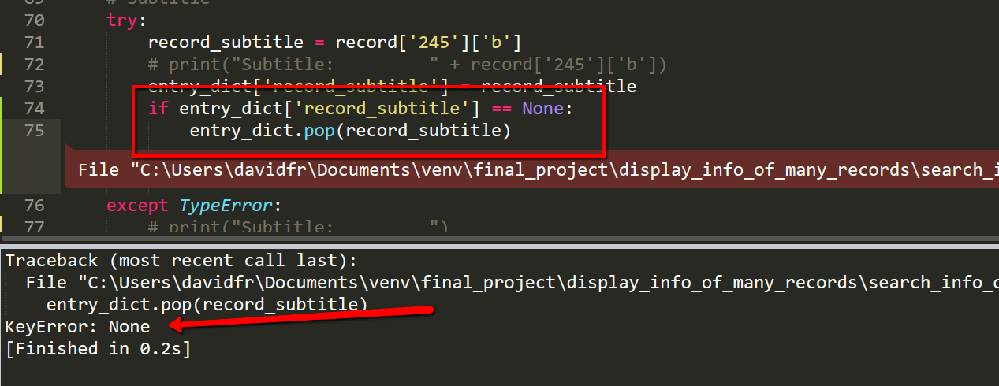 69 # Subtitle
70 try:
71 record_subtitle = record['245']['b']
72 # print("Subtitle:         " + record['245']['b'])
73 entry_dict['record_subtitle'] = record_subtitle
74 if entry_dict['record_subtitle'] == None:
75 entry_dict.pop(record_subtitle)
File "C:\Users\davidfr\Documents\venv\final_project\display_info_of_many_records\search_i
76 except TypeError:
77 # print("Subtitle:         ")
Traceback (most recent call last):
File "C:\Users\davidfr\Documents\venv\final_project\display_info_of_many_records\search_info_o
entry_dict.pop(record_subtitle)
KeyError: None
[Finished in 0.2s]